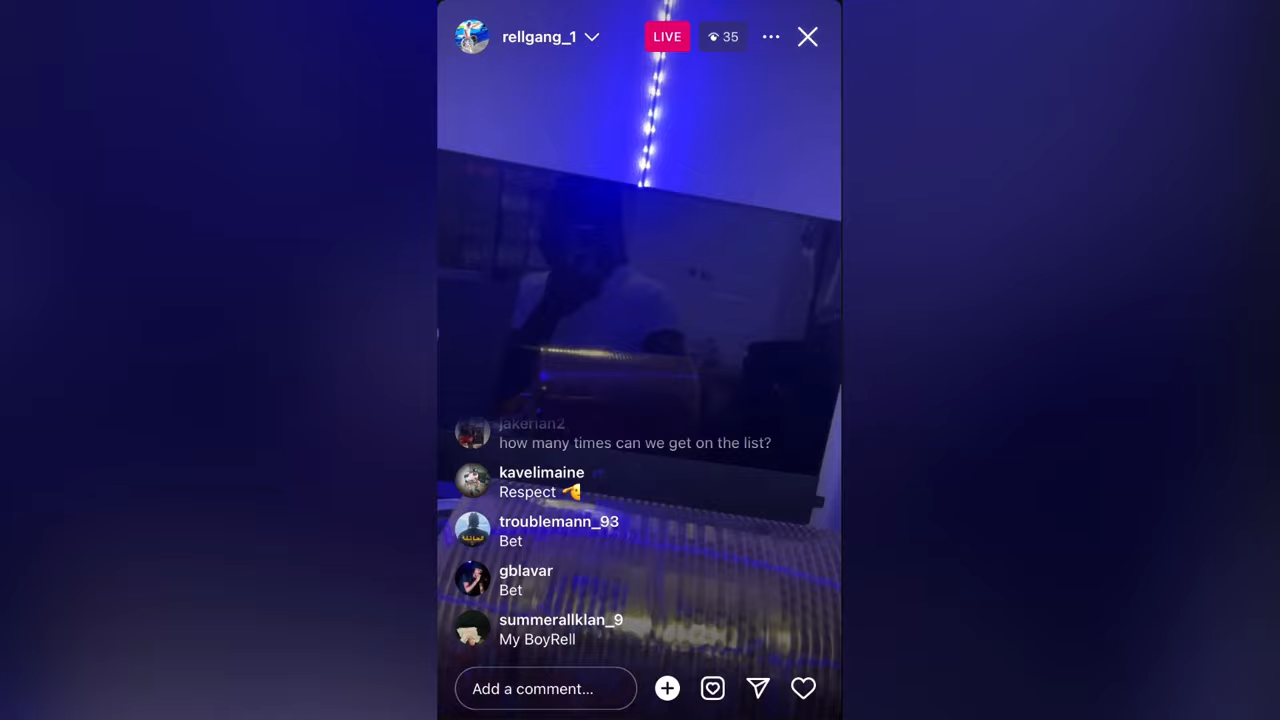 rellgang_1
LIVE
35
jakerian2
how many times can we get on the list?
kavelimaine
Respect
troublemann_93
Bet
gblavar
Bet
summerallklan_9
My BoyRell
Add a comment...